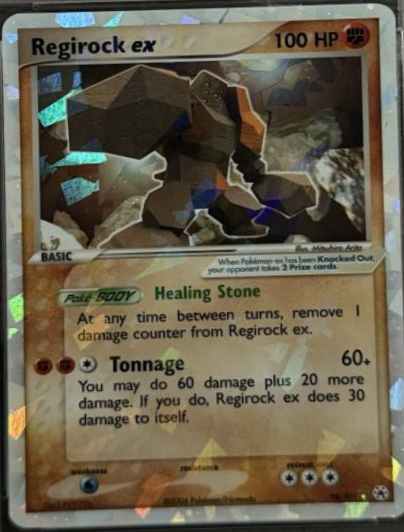 Regirock ex 100 HP
Illus. Mitsuhiro Arita
BASIC
When Pokémon-ex has been Knocked Out,
your opponent takes 2 Prize cards.
Poké-BODY Healing Stone
At any time between turns, remove 1
damage counter from Regirock ex.
Tonnage 60+
You may do 60 damage plus 20 more
damage. If you do, Regirock ex does 30
damage to itself.
weakness resistance retreat cost
©2004 Pokémon/Nintendo